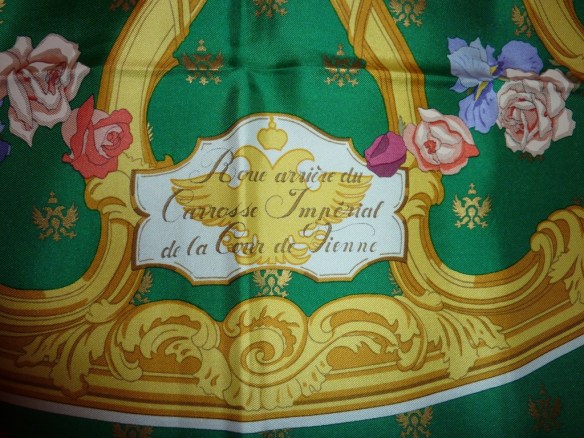 Roue arrière du
Carrosse Impérial
de la Cour de Vienne